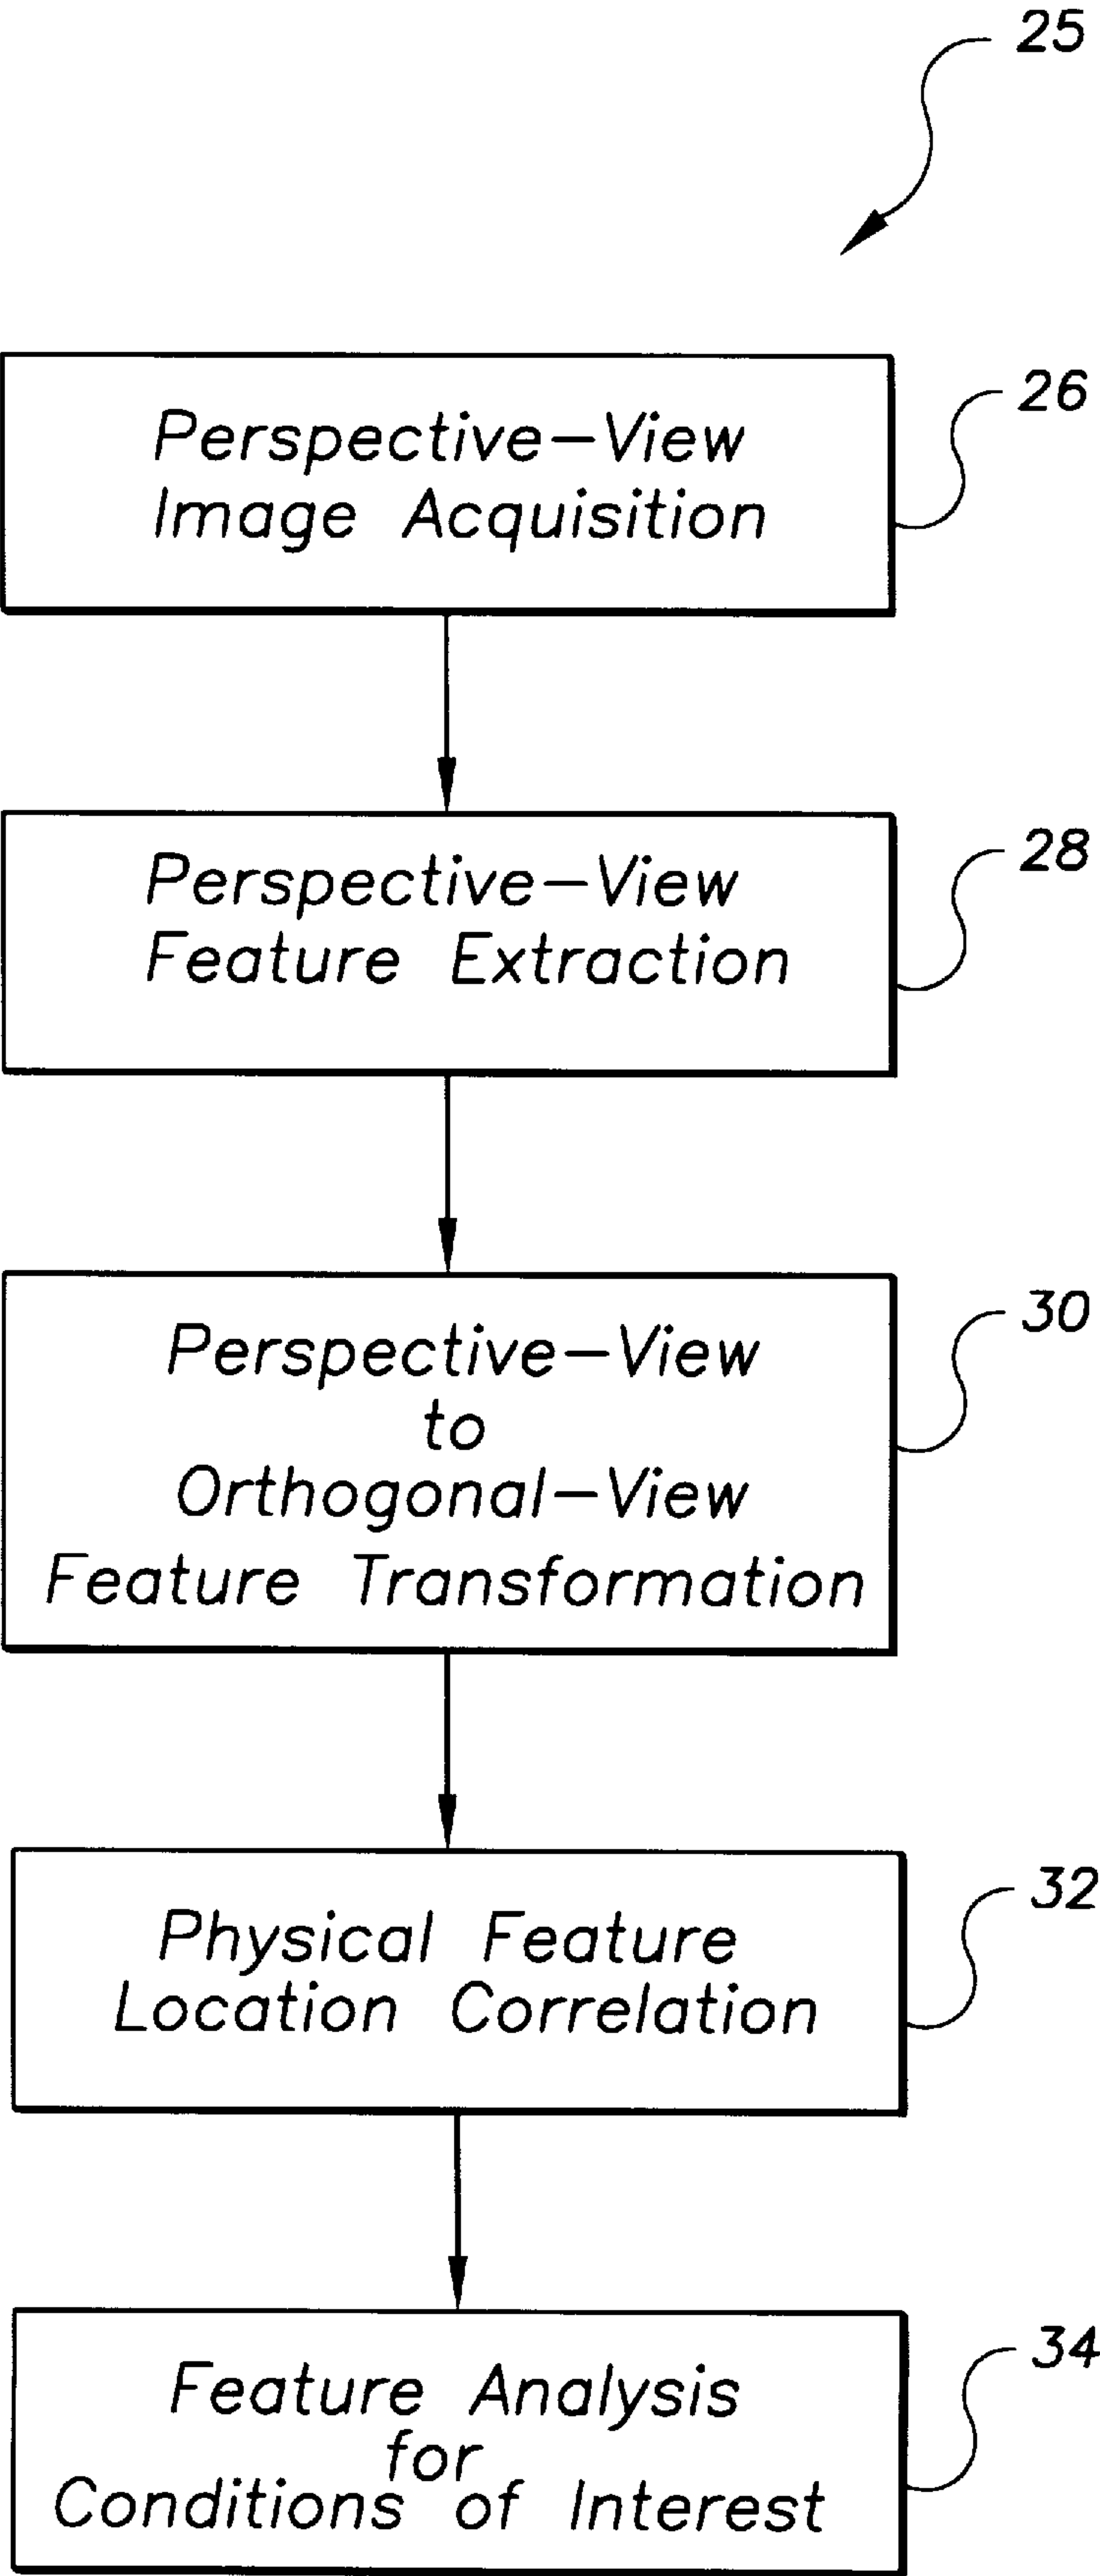 25
26
Perspective-View
Image Acquisition
28
Perspective-View
Feature Extraction
30
Perspective-View
to
Orthogonal-View
Feature Transformation
32
Physical Feature
Location Correlation
34
Feature Analysis
for
Conditions of Interest